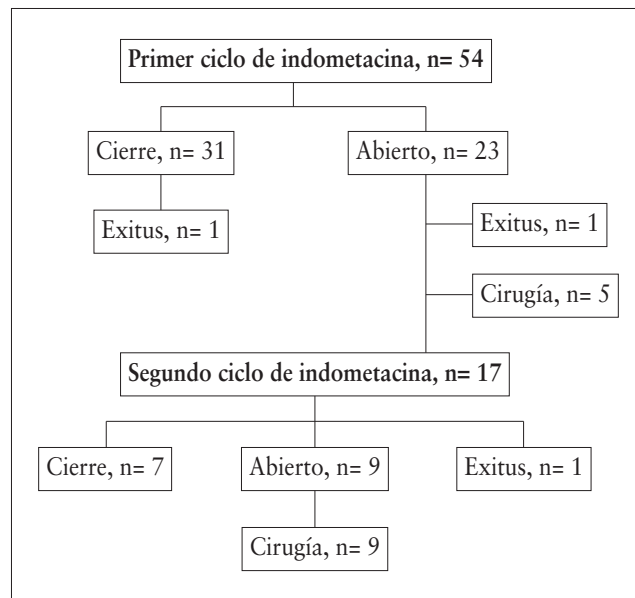 Primer ciclo de indometacina, n= 54
Cierre, n= 31
Abierto, n= 23
Exitus, n= 1
Exitus, n= 1
Cirugía, n= 5
Segundo ciclo de indometacina, n= 17
Cierre, n= 7
Abierto, n= 9
Exitus, n= 1
Cirugía, n= 9